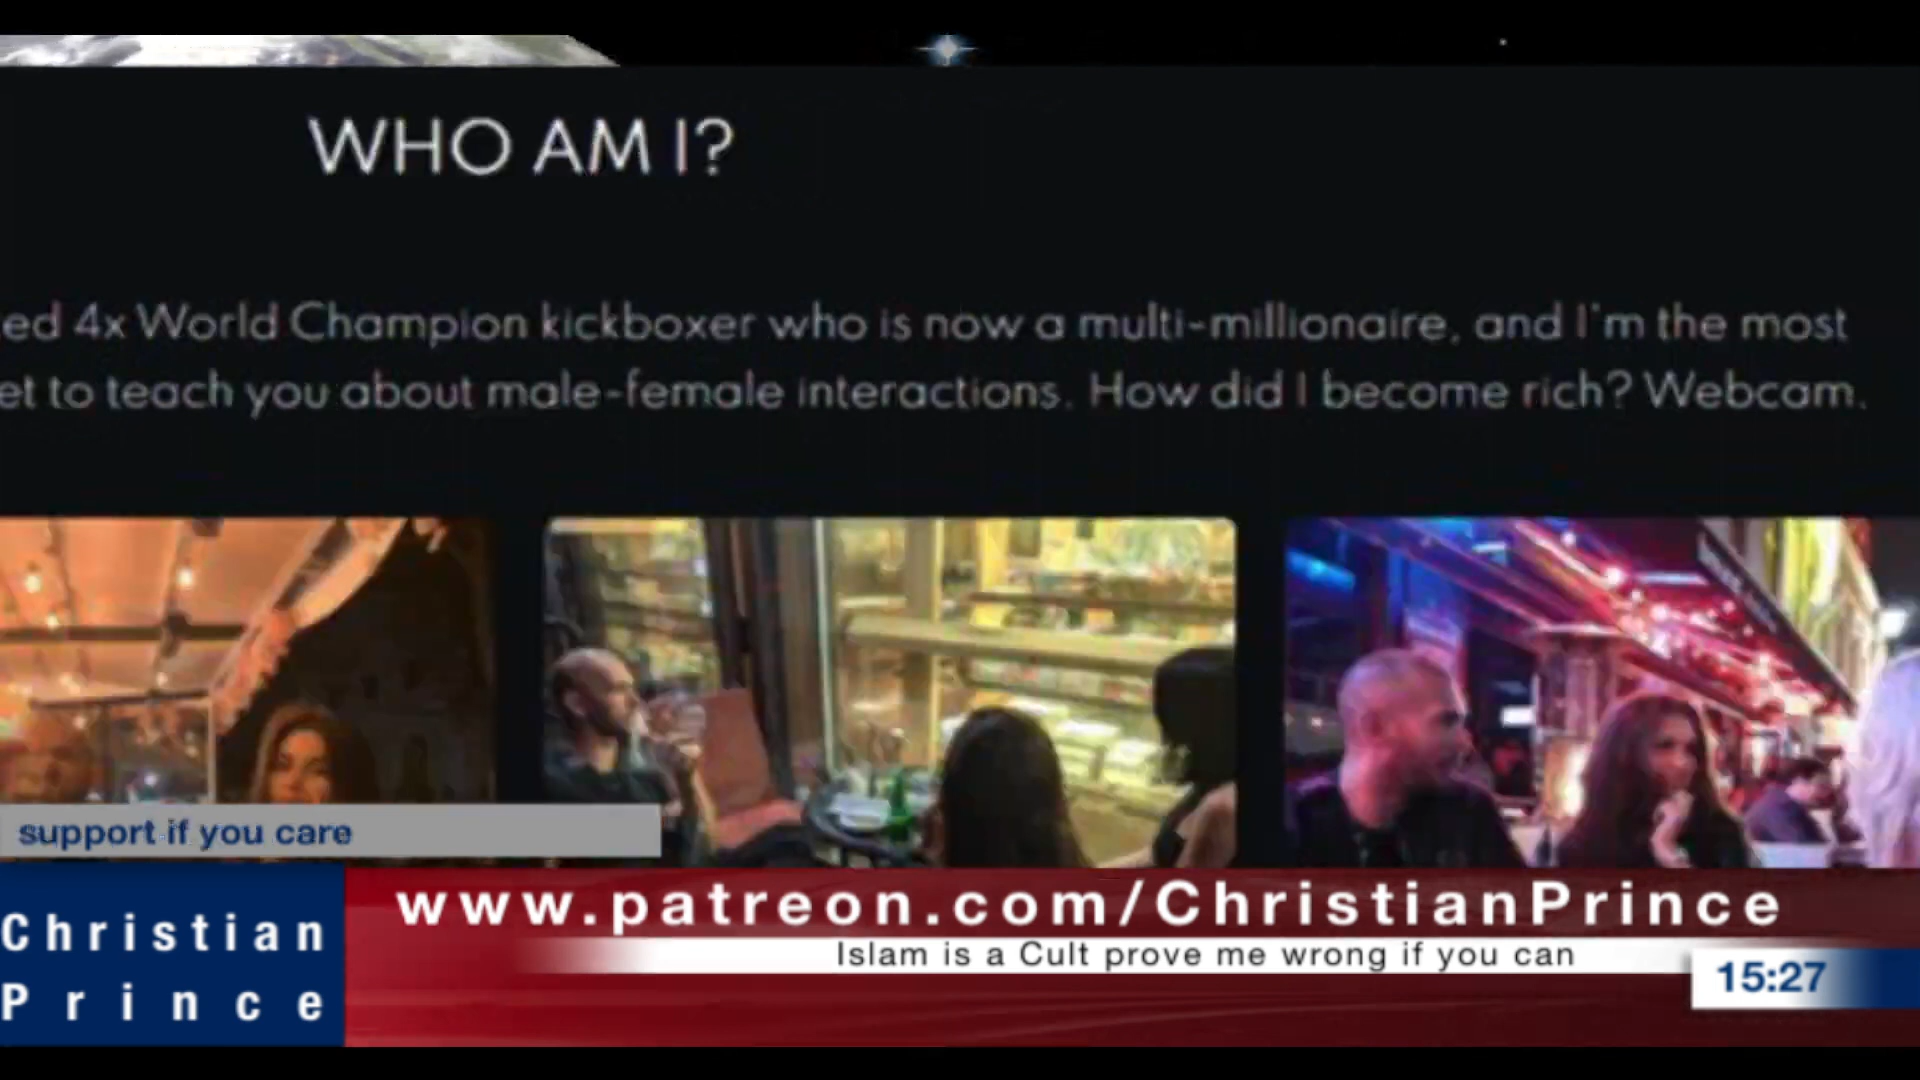 WHO AM I?
ed 4x World Champion kickboxer who is now a multi-millionaire, and I'm the most
et to teach you about male-female interactions. How did I become rich? Webcam.
support if you care
Christian
Prince
www.patreon.com/ChristianPrince
Islam is a Cult prove me wrong if you can
15:27